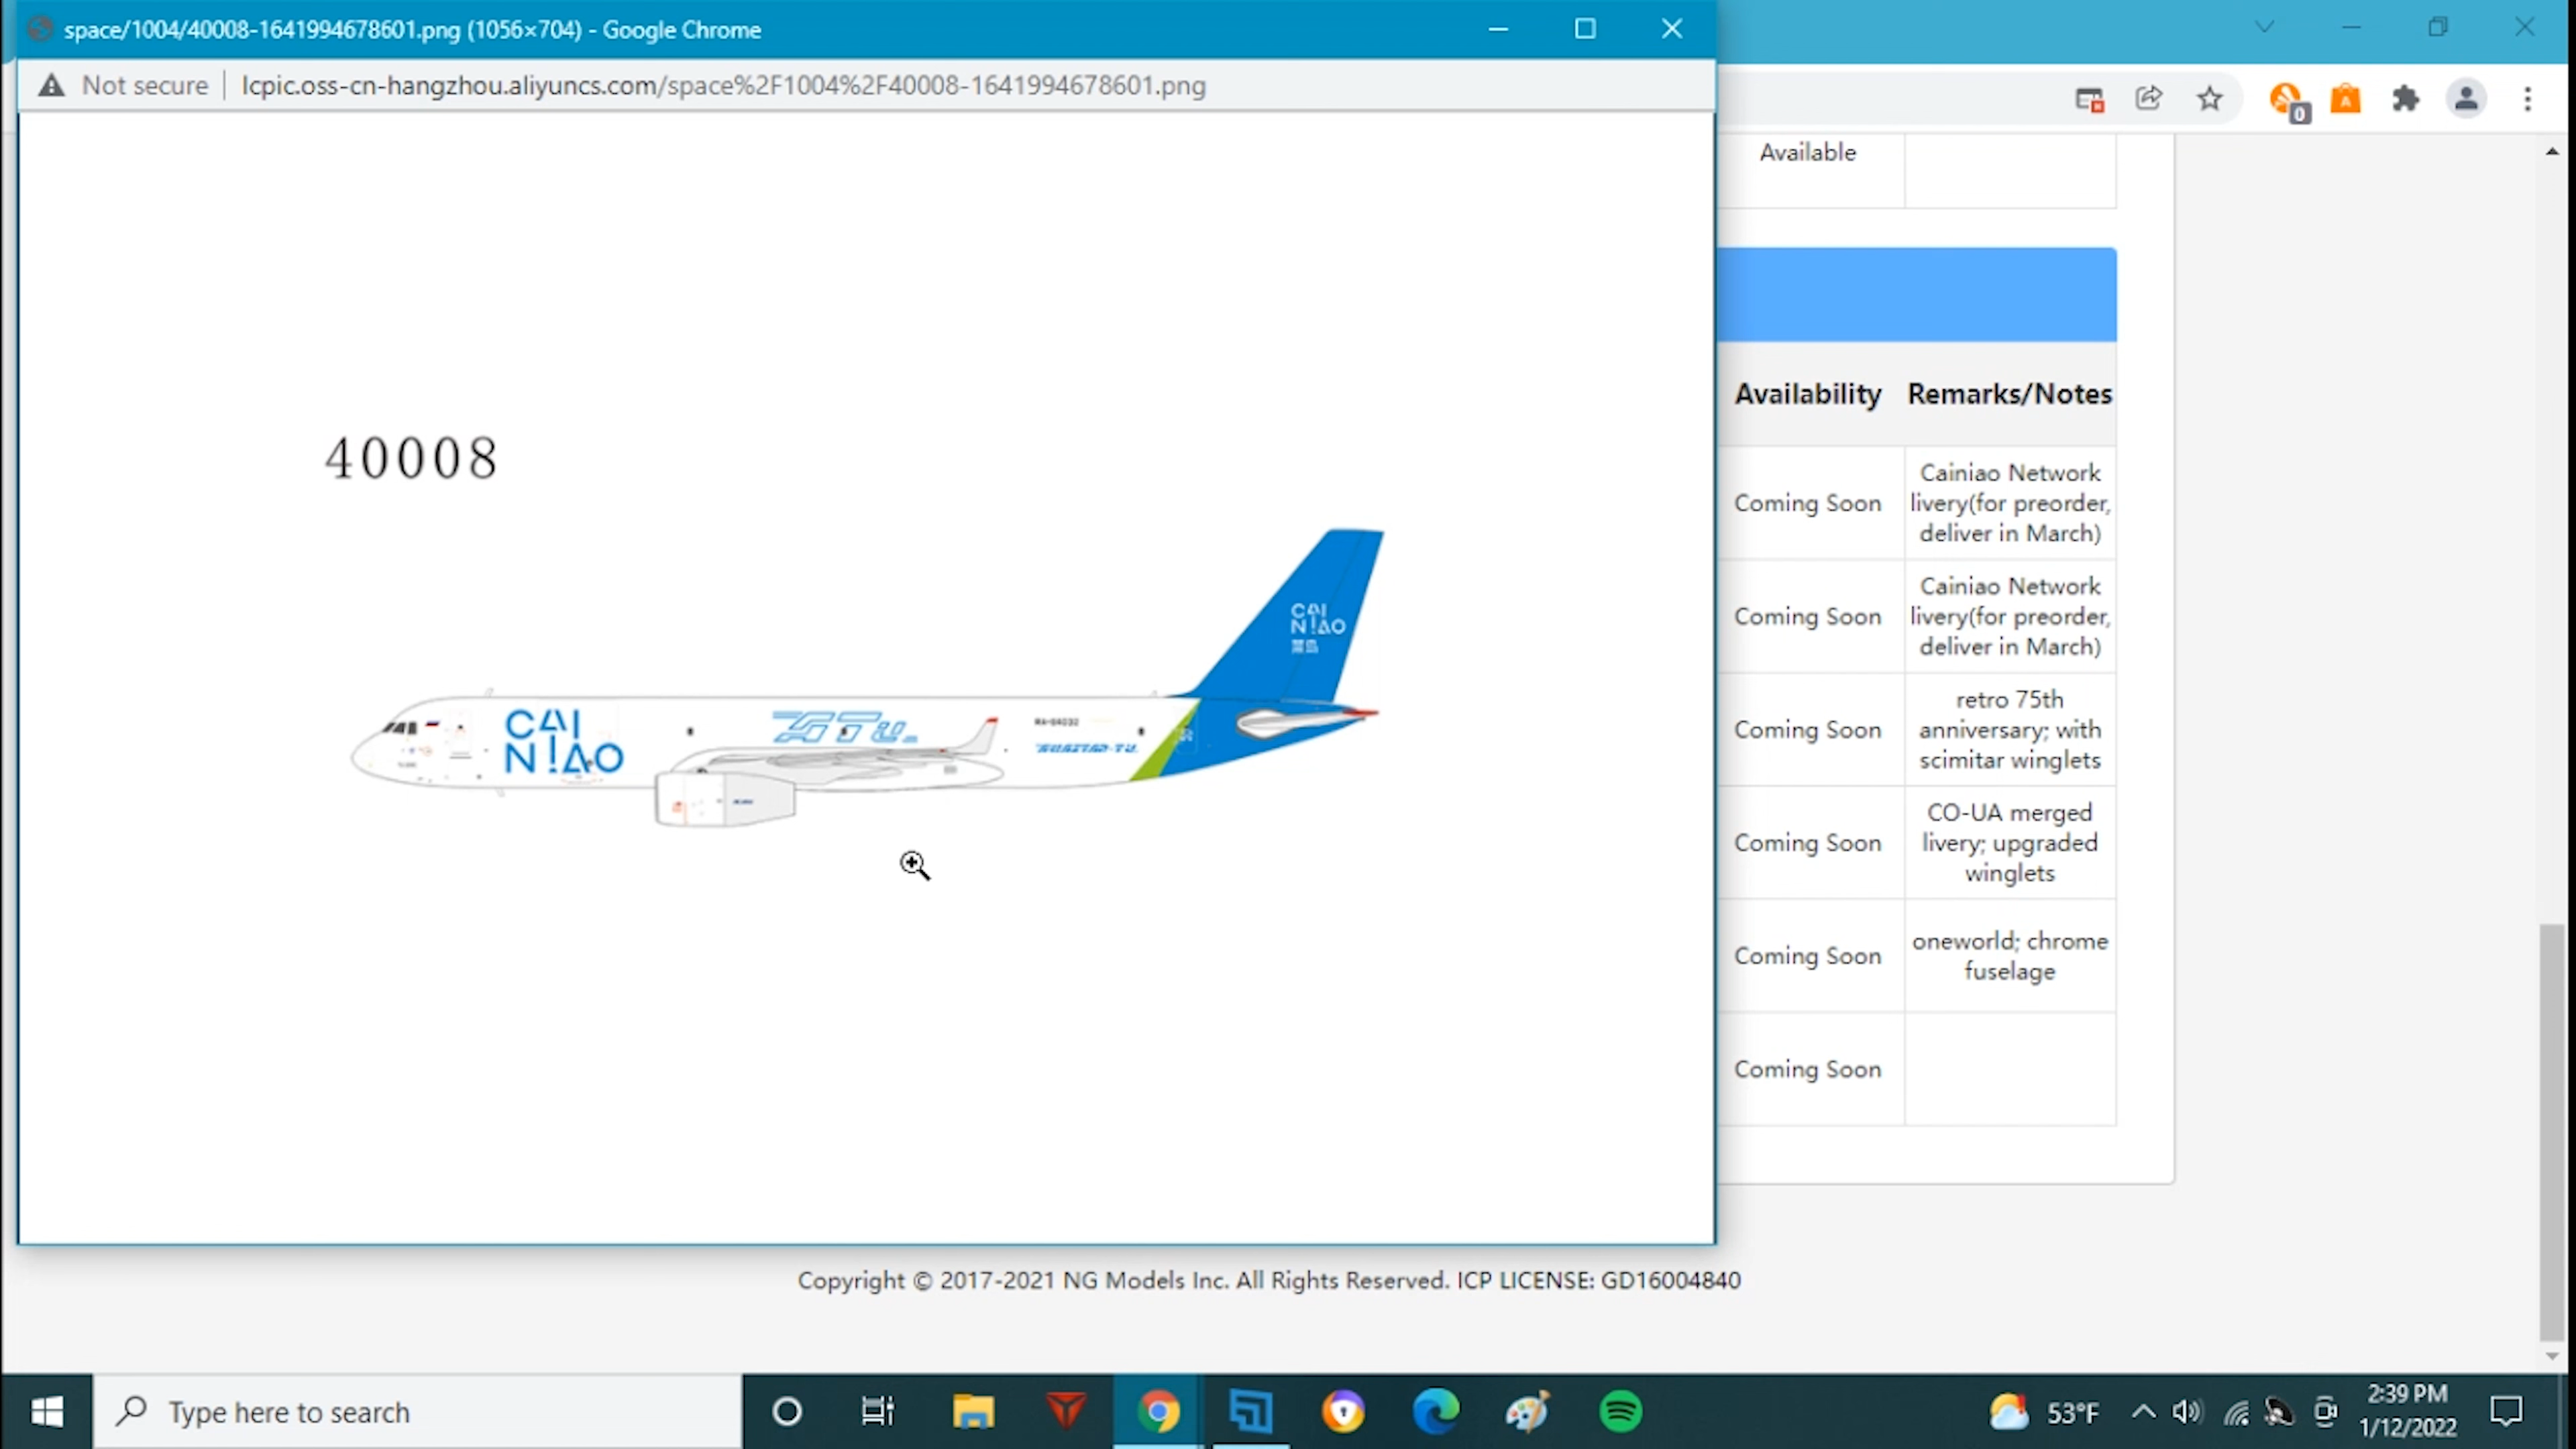 space/1004/40008-1641994678601.png (1056×704) - Google Chrome
Not secure
lcpic.oss-cn-hangzhou.aliyuncs.com/space%2F1004%2F40008-1641994678601.png
0
A
Available
40008
CAI
N!AO
CAI
N!AO
Availability
Remarks/Notes
Coming Soon
Cainiao Network
livery(for preorder,
deliver in March)
Coming Soon
Cainiao Network
livery(for preorder,
deliver in March)
Coming Soon
retro 75th
anniversary; with
scimitar winglets
Coming Soon
CO-UA merged
livery; upgraded
winglets
Coming Soon
oneworld; chrome
fuselage
Coming Soon
Copyright © 2017-2021 NG Models Inc. All Rights Reserved. ICP LICENSE: GD16004840
Type here to search
53°F
2:39 PM
1/12/2022